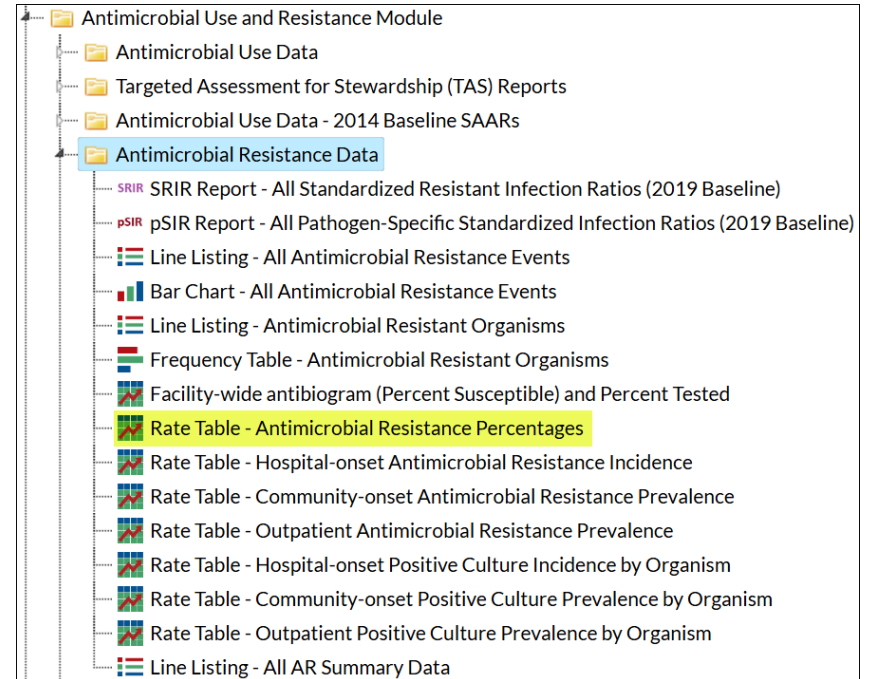 Antimicrobial Use and Resistance Module
Antimicrobial Use Data
Targeted Assessment for Stewardship (TAS) Reports
Antimicrobial Use Data - 2014 Baseline SAARs
Antimicrobial Resistance Data
SRIR SRIR Report - All Standardized Resistant Infection Ratios (2019 Baseline)
pSIR pSIR Report - All Pathogen-Specific Standardized Infection Ratios (2019 Baseline)
Line Listing - All Antimicrobial Resistance Events
Bar Chart - All Antimicrobial Resistance Events
Line Listing - Antimicrobial Resistant Organisms
Frequency Table - Antimicrobial Resistant Organisms
Facility-wide antibiogram (Percent Susceptible) and Percent Tested
Rate Table - Antimicrobial Resistance Percentages
Rate Table - Hospital-onset Antimicrobial Resistance Incidence
Rate Table - Community-onset Antimicrobial Resistance Prevalence
Rate Table - Outpatient Antimicrobial Resistance Prevalence
Rate Table - Hospital-onset Positive Culture Incidence by Organism
Rate Table - Community-onset Positive Culture Prevalence by Organism
Rate Table - Outpatient Positive Culture Prevalence by Organism
Line Listing - All AR Summary Data